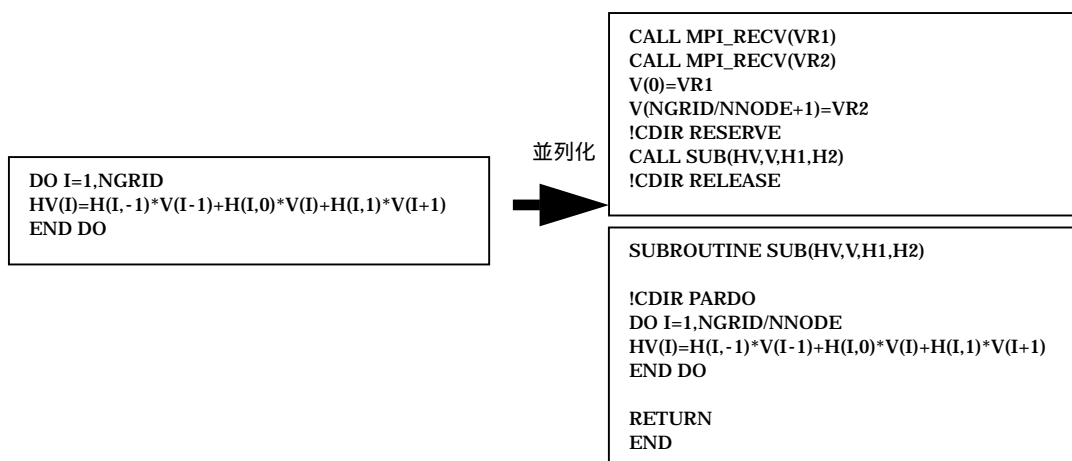 DO I=1,NGRID
HV(I)=H(I,-1)*V(I-1)+H(I,0)*V(I)+H(I,1)*V(I+1)
END DO
並列化
CALL MPI_RECV(VR1)
CALL MPI_RECV(VR2)
V(0)=VR1
V(NGRID/NNODE+1)=VR2
!CDIR RESERVE
CALL SUB(HV,V,H1,H2)
!CDIR RELEASE
SUBROUTINE SUB(HV,V,H1,H2)
!CDIR PARDO
DO I=1,NGRID/NNODE
HV(I)=H(I,-1)*V(I-1)+H(I,0)*V(I)+H(I,1)*V(I+1)
END DO
RETURN
END